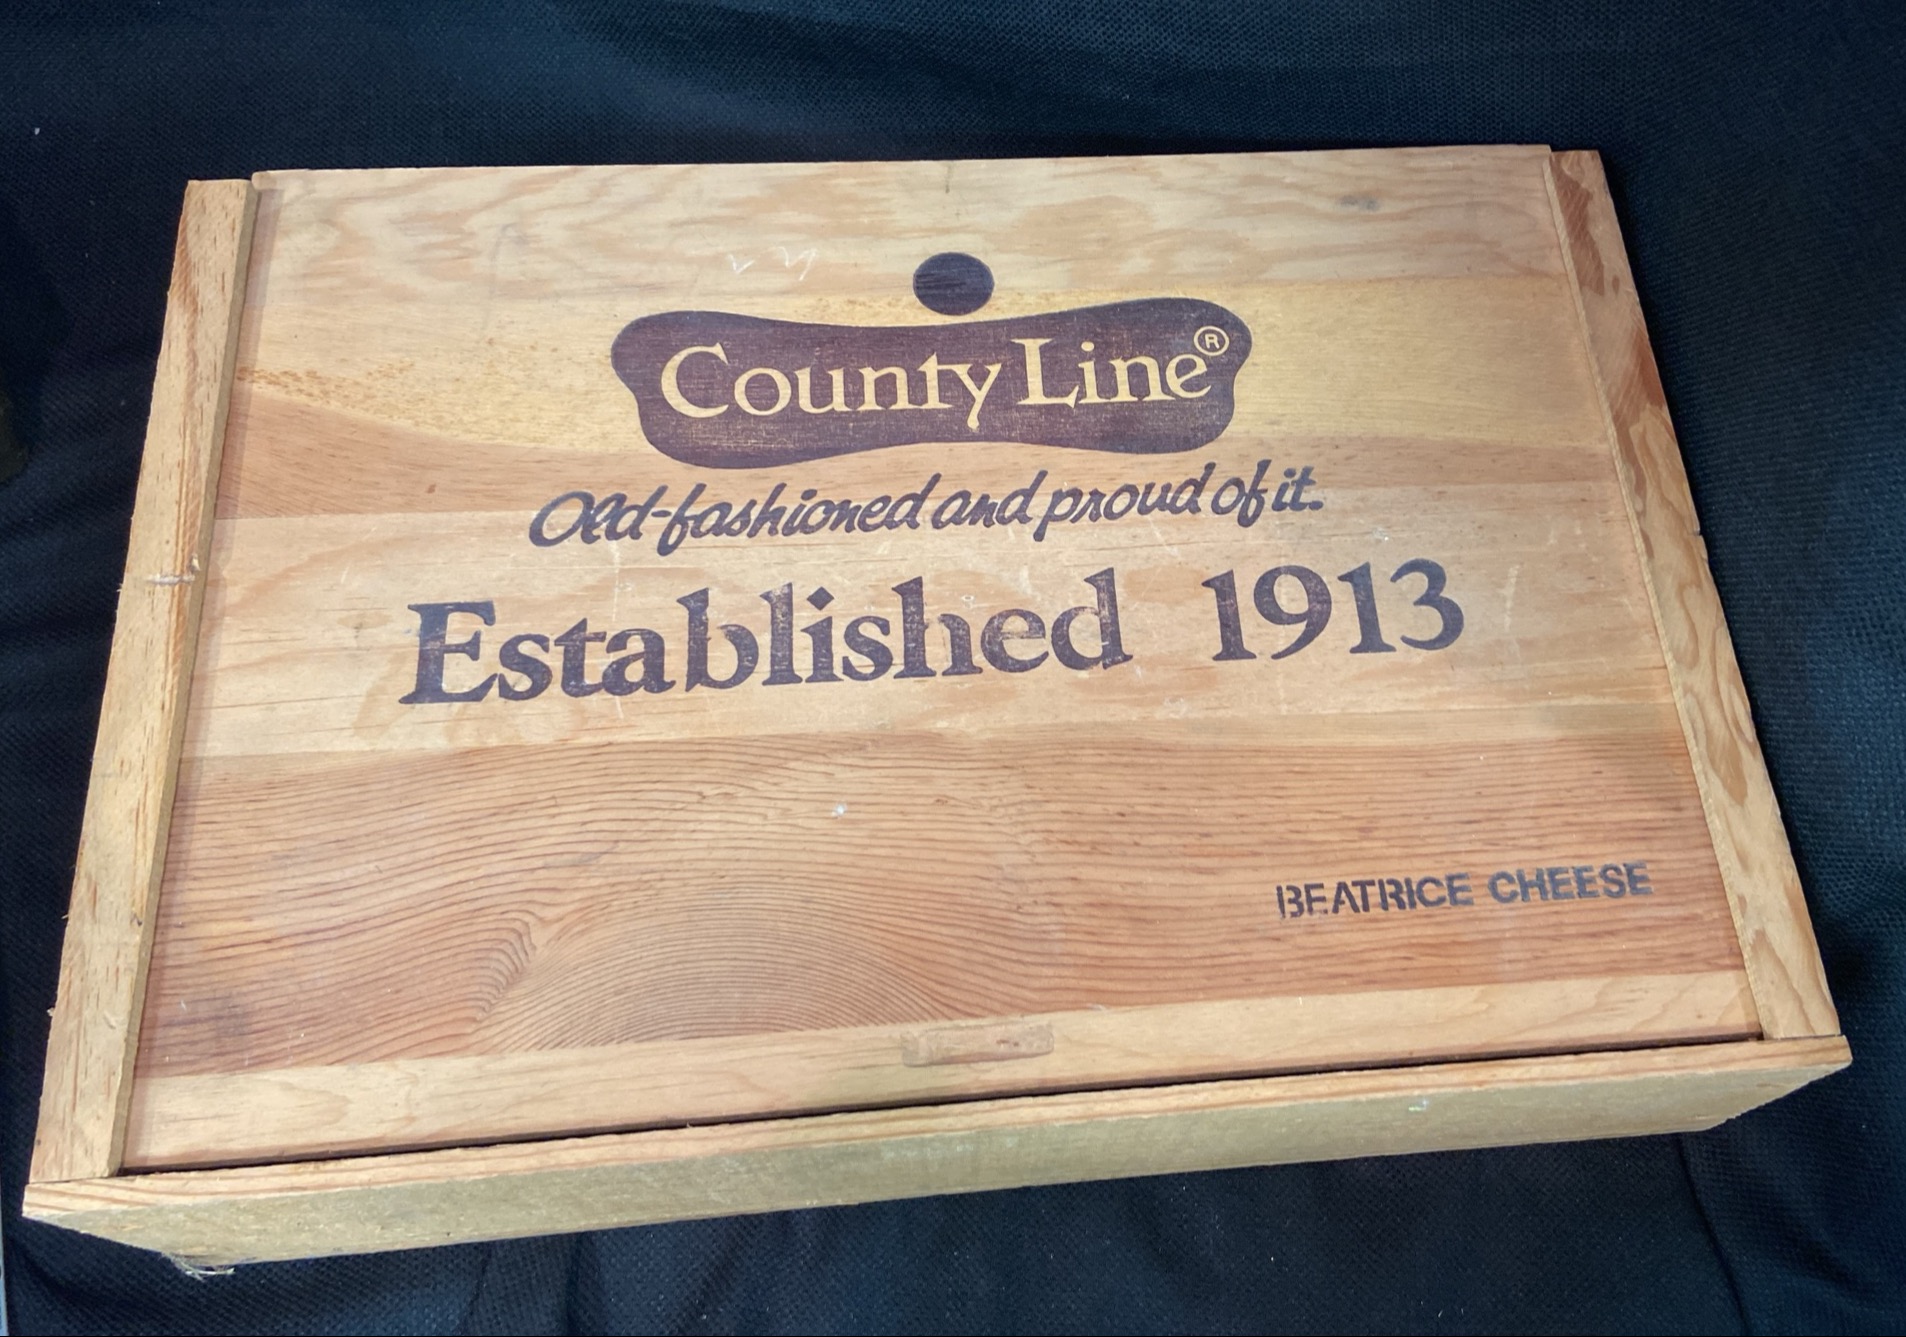 County Line®
Old-fashioned and proud of it.
Established 1913
BEATRICE CHEESE